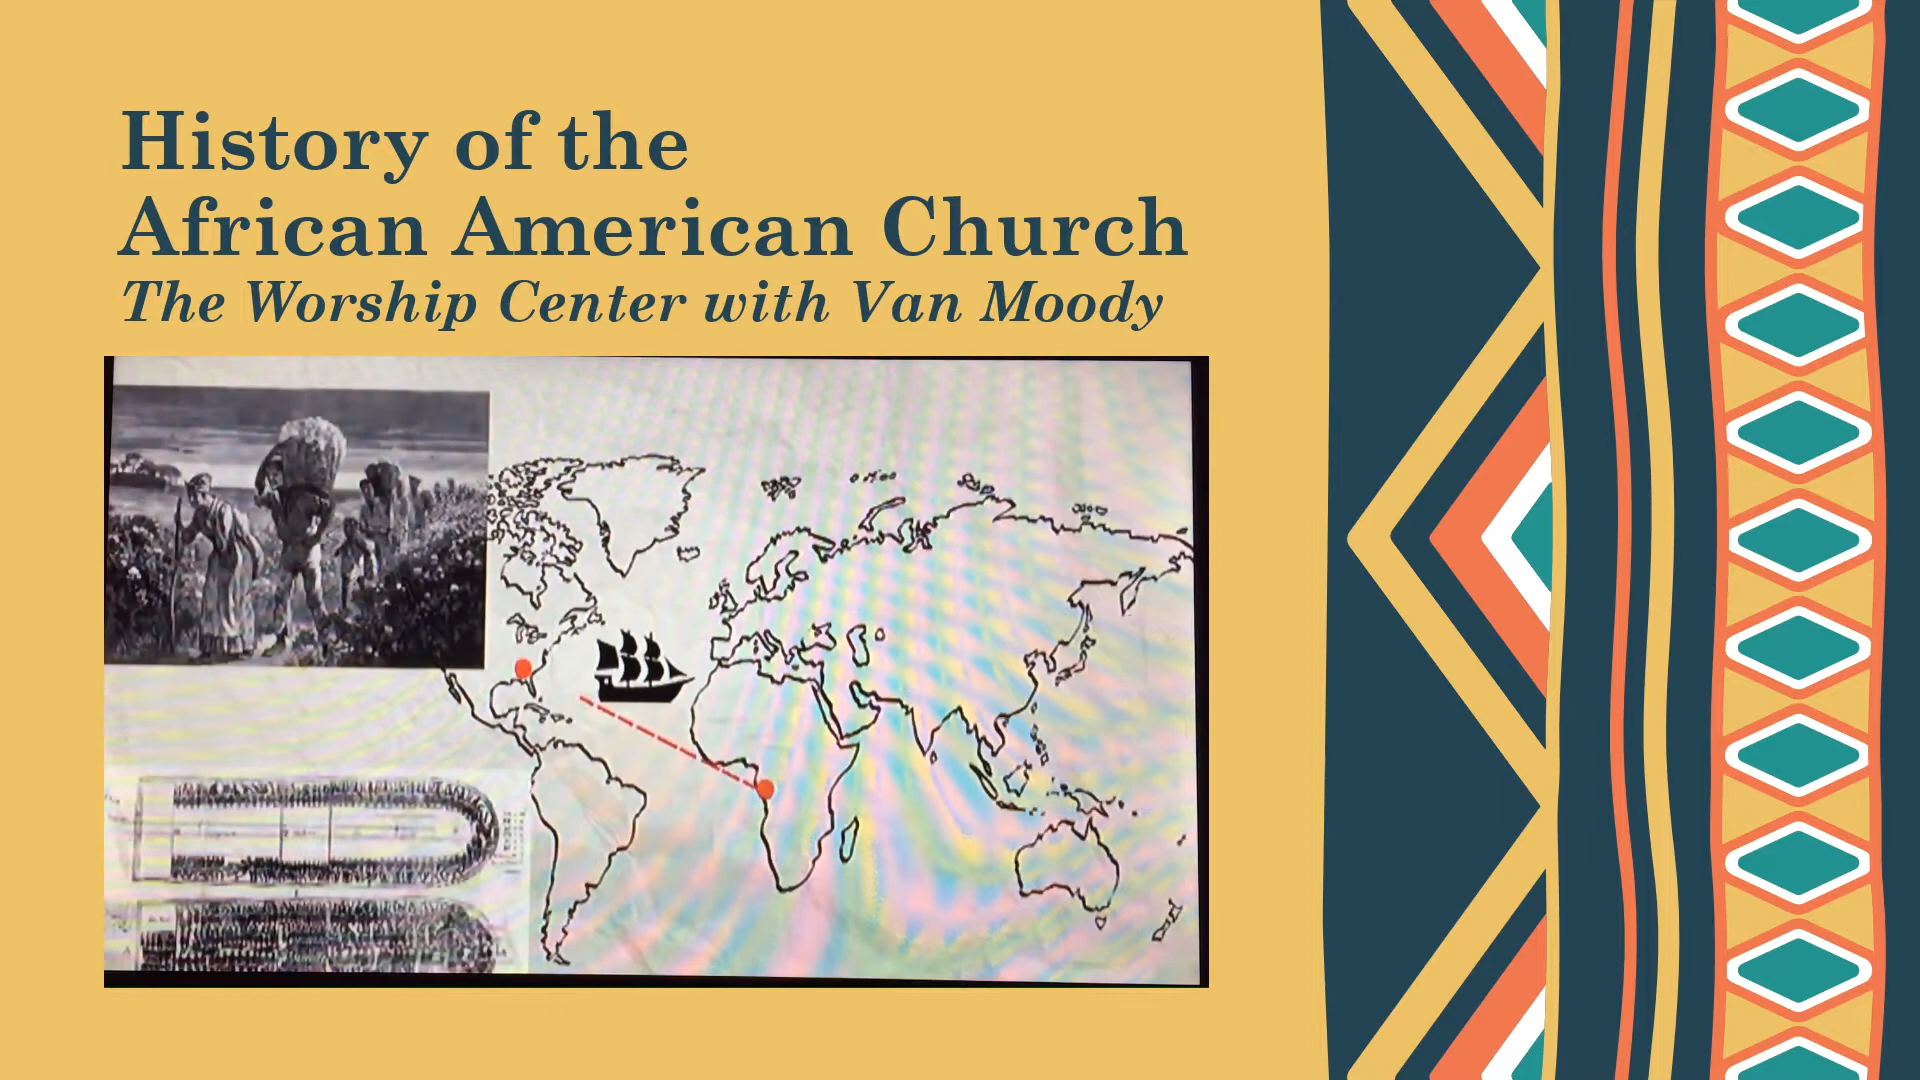 History of the
African American Church
The Worship Center with Van Moody